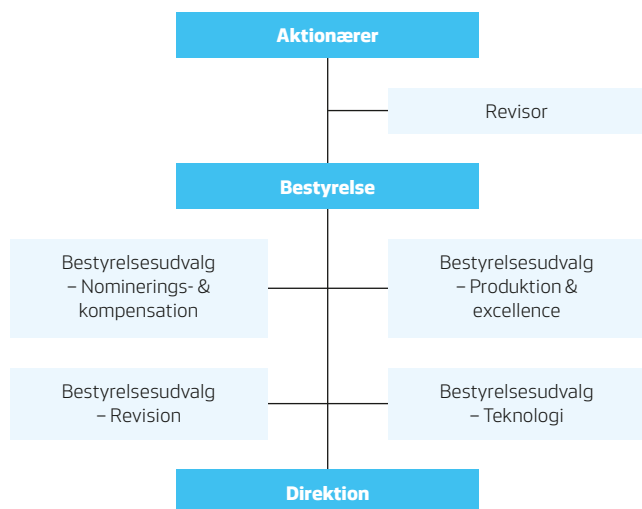 Aktionærer
Revisor
Bestyrelse
Bestyrelsesudvalg
– Nominerings- &
kompensation
Bestyrelsesudvalg
– Produktion &
excellence
Bestyrelsesudvalg
– Revision
Bestyrelsesudvalg
– Teknologi
Direktion